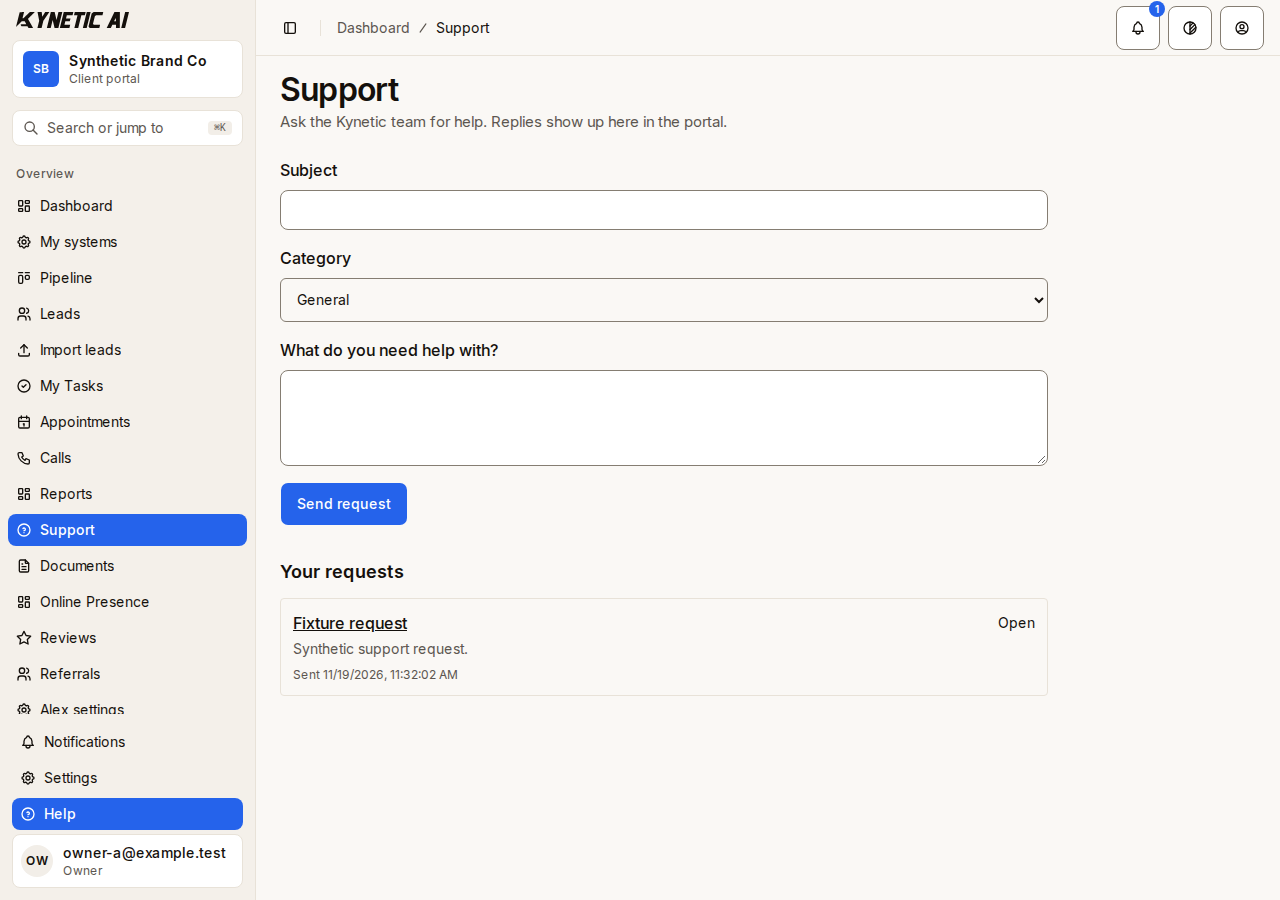 KYNETIC AI
SB
Synthetic Brand Co
Client portal
Search or jump to
⌘K
Overview
Dashboard
My systems
Pipeline
Leads
Import leads
My Tasks
Appointments
Calls
Reports
Support
Documents
Online Presence
Reviews
Referrals
Alex settings
Notifications
Settings
Help
OW
owner-a@example.test
Owner
Dashboard / Support
1
Support
Ask the Kynetic team for help. Replies show up here in the portal.
Subject
Category
General
What do you need help with?
Send request
Your requests
Fixture request
Open
Synthetic support request.
Sent 11/19/2026, 11:32:02 AM